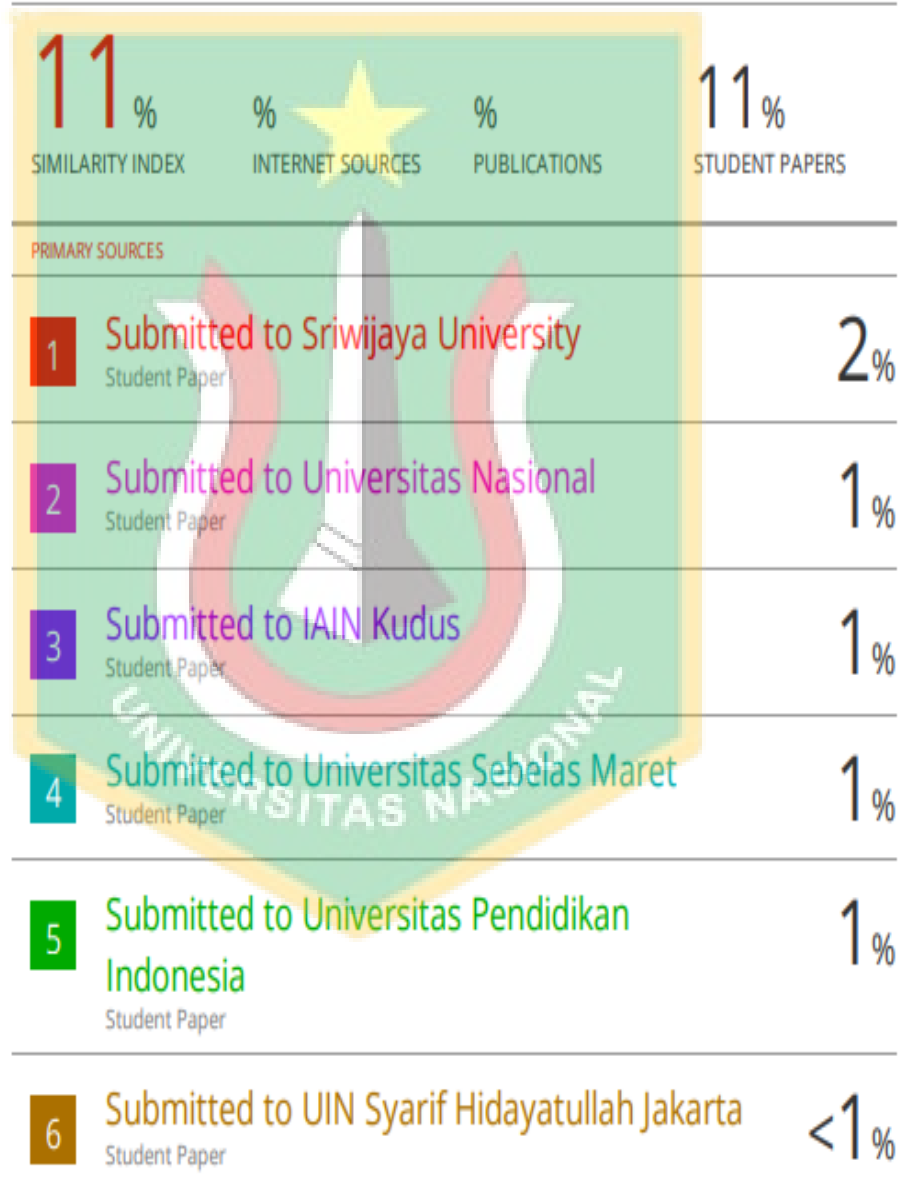 11% % % 11%
SIMILARITY INDEX INTERNET SOURCES PUBLICATIONS STUDENT PAPERS
PRIMARY SOURCES
1 Submitted to Sriwijaya University 2%
Student Paper
2 Submitted to Universitas Nasional 1%
Student Paper
3 Submitted to IAIN Kudus 1%
Student Paper
4 Submitted to Universitas Sebelas Maret 1%
Student Paper
UNIVERSITAS NASIONAL
5 Submitted to Universitas Pendidikan 1%
Indonesia
Student Paper
6 Submitted to UIN Syarif Hidayatullah Jakarta <1%
Student Paper